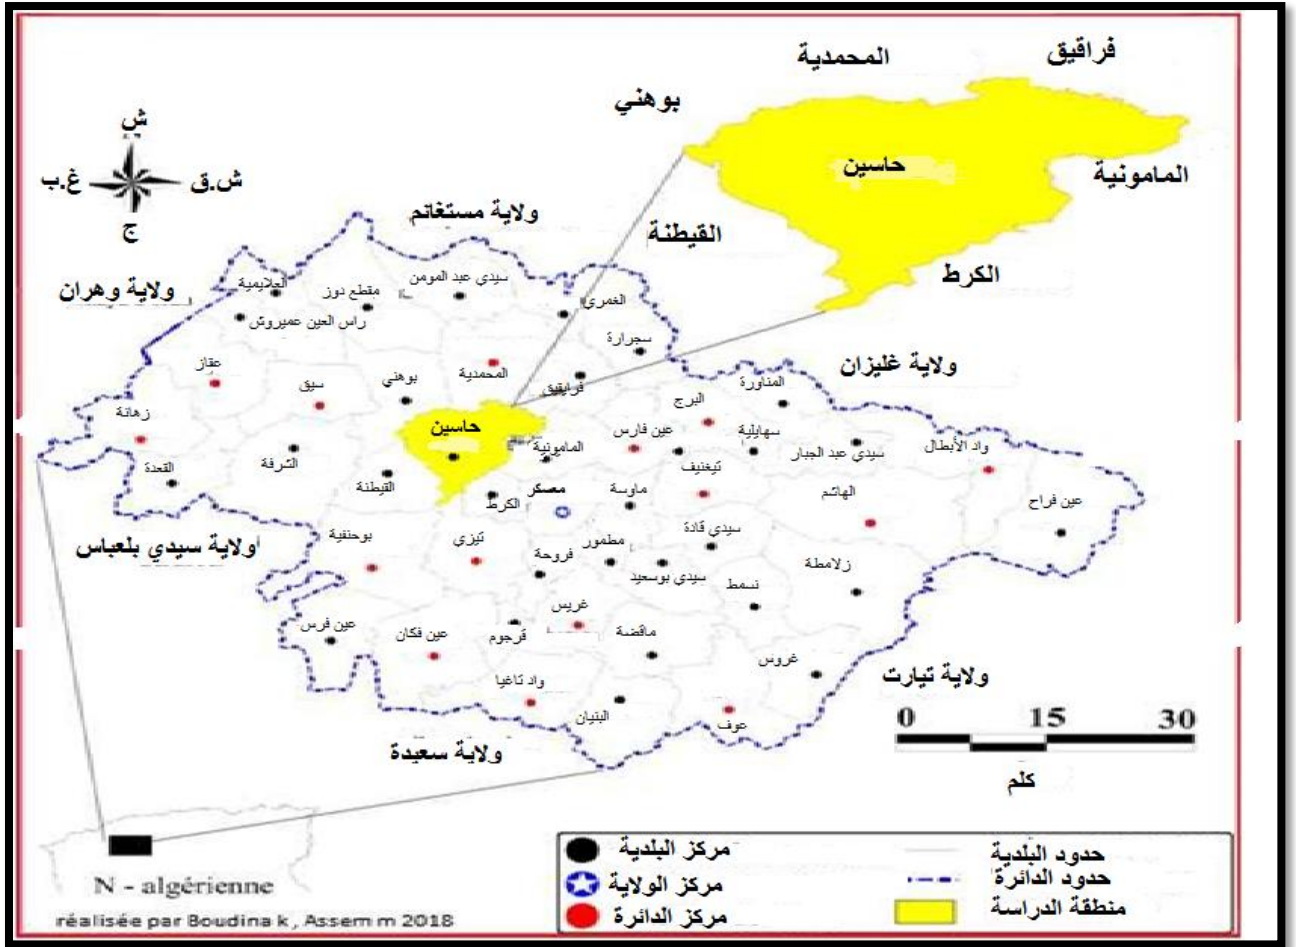 فراقيق
المحمدية
بوهني
حاسين
المامونية
القيطنة
الكرط
ش
غ.ب
ش.ق
ج
ولاية مستغانم
ولاية وهران
العلايمية
مقطع دوز
سيدي عبد المومن
الغمري
راس العين عميروش
سجرارة
ولاية غليزان
عقاز
سيق
بوهني
المحمدية
فراقيق
البرج
المناورة
زهانة
حاسين
المامونية
عين فارس
سهايلية
سيدي عبد الجبار
واد الأبطال
القعدة
الشرفة
القيطنة
تيغنيف
الكرط
معسكر
ماوسة
الهاشم
عين فراح
ولاية سيدي بلعباس
بوحنفية
تيزي
فروحة
مطمور
سيدي قادة
سيدي بوسعيد
نسمط
زلامطة
عين فرس
عين فكان
قرجوم
غريس
ماقضة
غروس
واد تاغيا
البنيان
عوف
ولاية تيارت
ولاية سعيدة
0 15 30
كلم
N - algérienne
réalisée par Boudina k, Assem m 2018
مركز البلدية
مركز الولاية
مركز الدائرة
حدود البلدية
حدود الدائرة
منطقة الدراسة